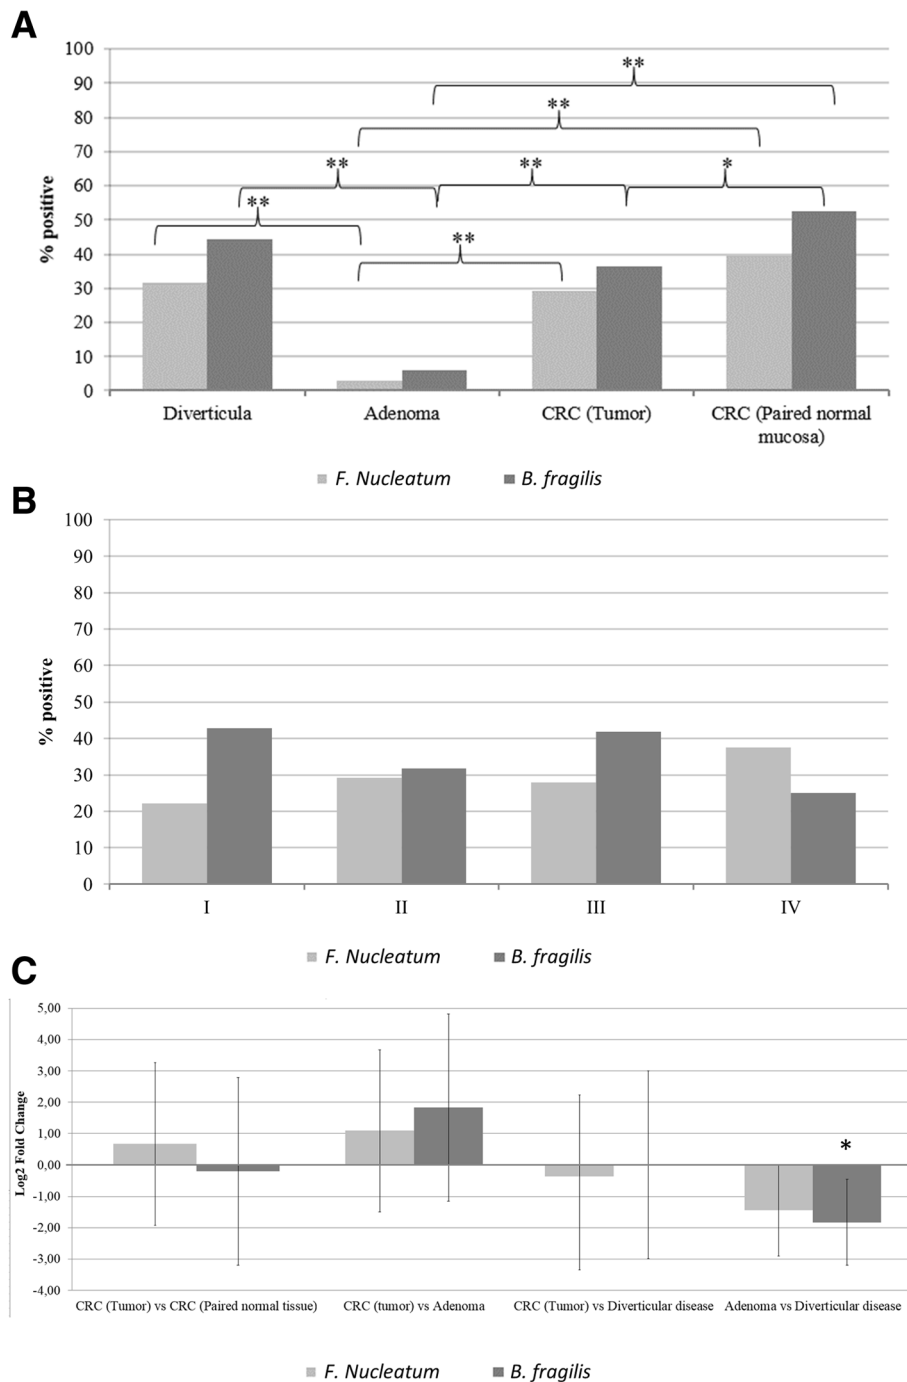 A
100
90
80
70
60
50
40
30
20
10
0
% positive
**
**
**
**
**
*
**
Diverticula
Adenoma
CRC (Tumor)
CRC (Paired normal
mucosa)
F. Nucleatum
B. fragilis
B
100
90
80
70
60
50
40
30
20
10
0
% positive
I
II
III
IV
F. Nucleatum
B. fragilis
C
5,00
4,00
3,00
2,00
1,00
0,00
-1,00
-2,00
-3,00
-4,00
Log2 Fold Change
*
CRC (Tumor) vs CRC (Paired normal tissue)
CRC (tumor) vs Adenoma
CRC (Tumor) vs Diverticular disease
Adenoma vs Diverticular disease
F. Nucleatum
B. fragilis